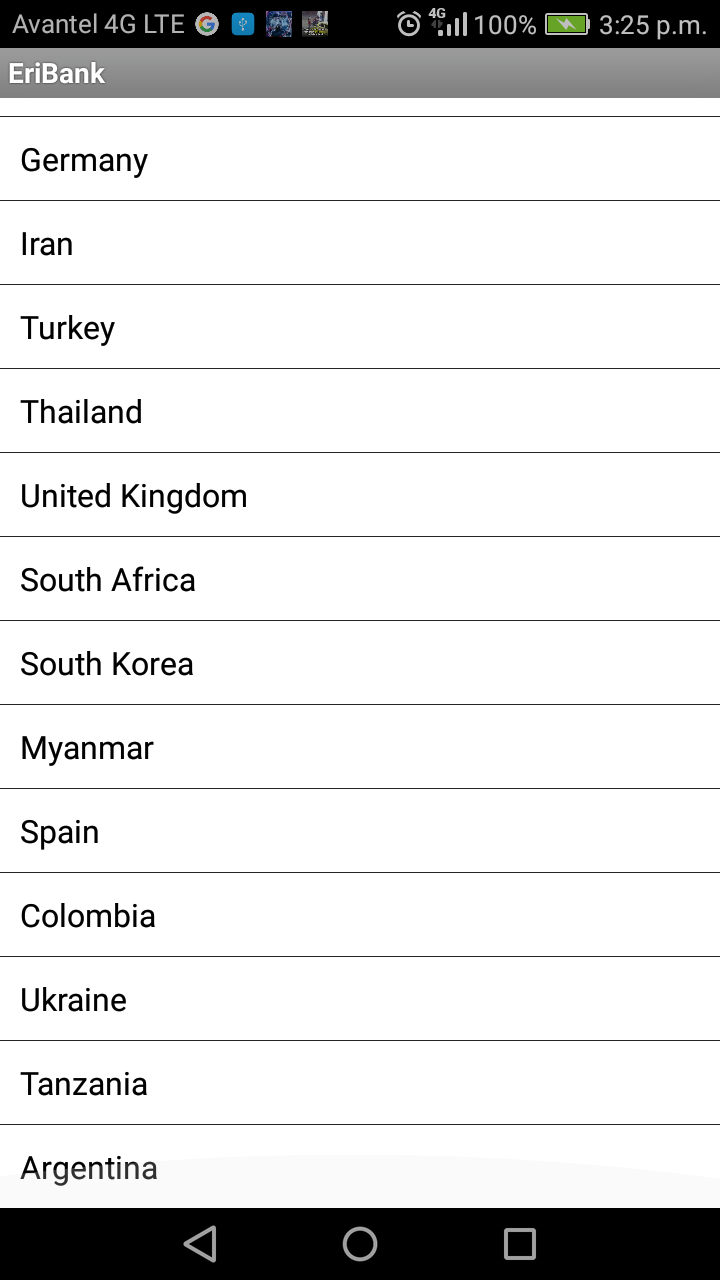 Avantel 4G LTE 4G 100% 3:25 p.m.
EriBank
Germany
Iran
Turkey
Thailand
United Kingdom
South Africa
South Korea
Myanmar
Spain
Colombia
Ukraine
Tanzania
Argentina